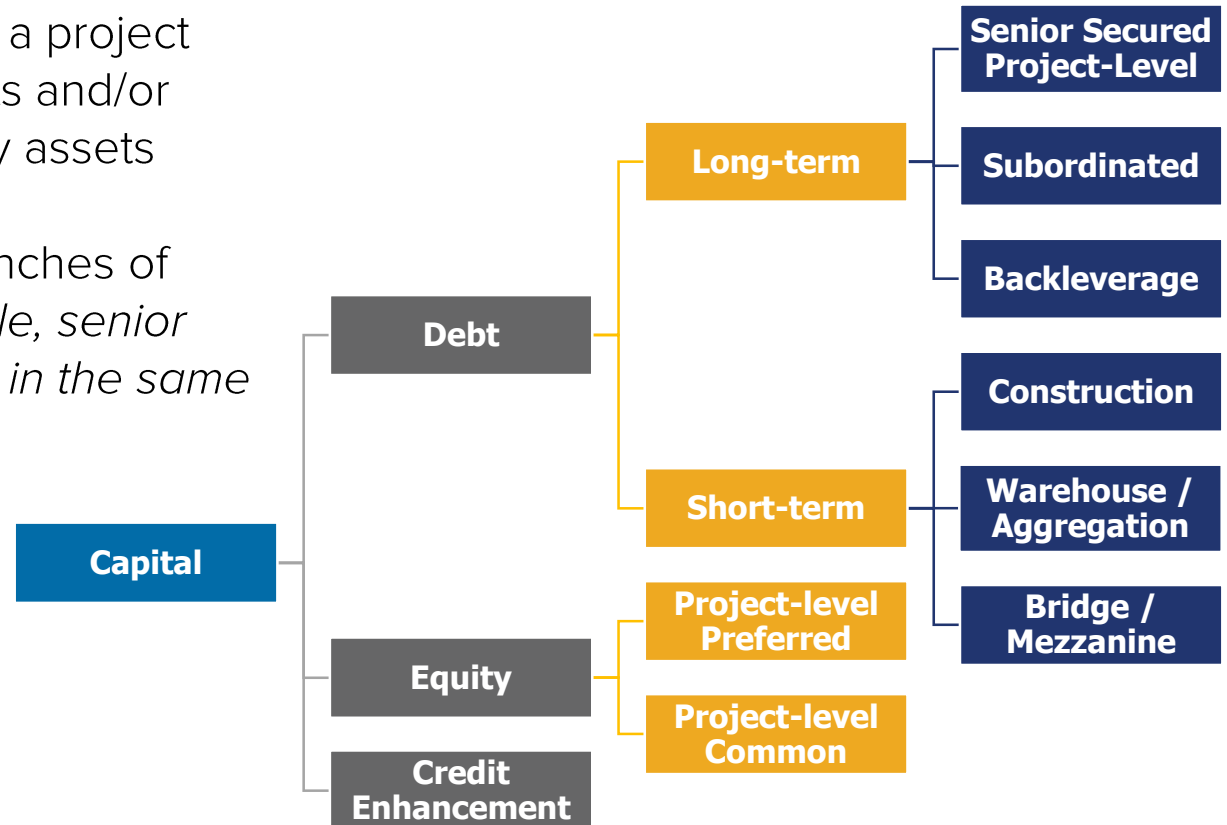 a project
s and/or
y assets
nches of
le, senior
in the same
Capital
Debt
Equity
Credit
Enhancement
Long-term
Short-term
Project-level
Preferred
Project-level
Common
Senior Secured
Project-Level
Subordinated
Backleverage
Construction
Warehouse /
Aggregation
Bridge /
Mezzanine